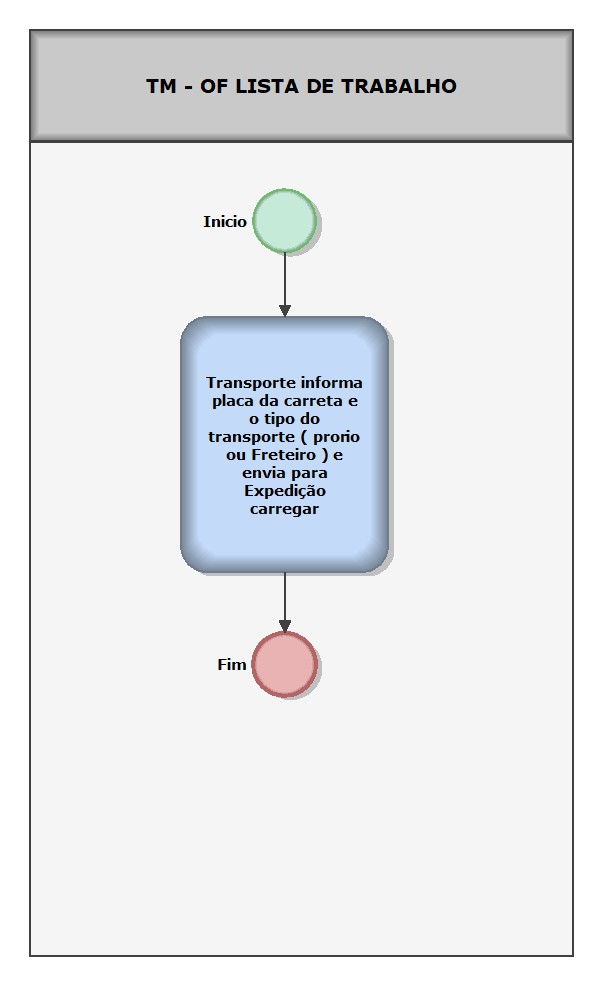 TM - OF LISTA DE TRABALHO
Inicio
Transporte informa
placa da carreta e
o tipo do
transporte ( prorio
ou Freteiro ) e
envia para
Expedição
carregar
Fim